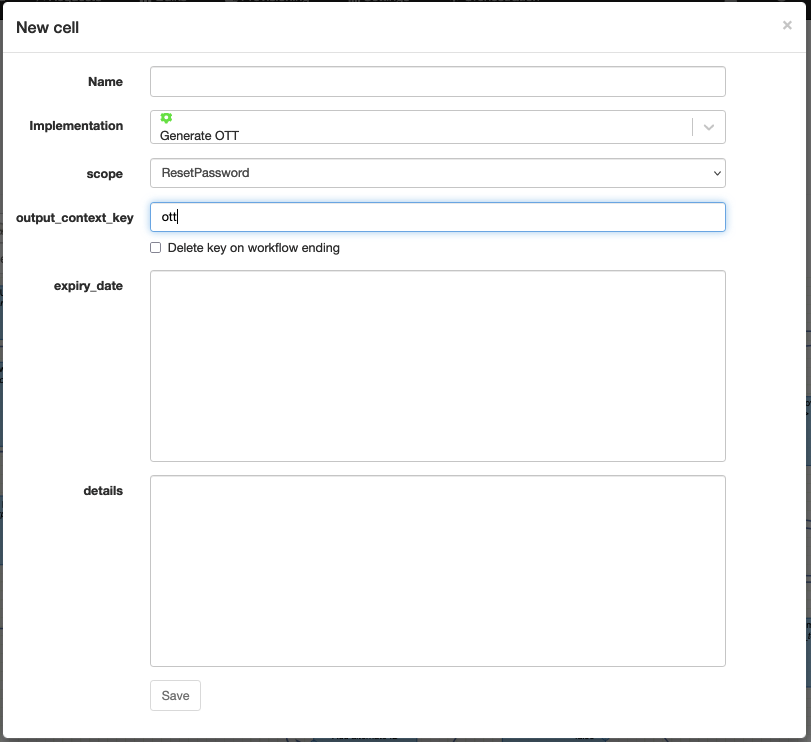 New cell
×
Name
Implementation
Generate OTT
scope
ResetPassword
output_context_key
ott
Delete key on workflow ending
expiry_date
details
Save